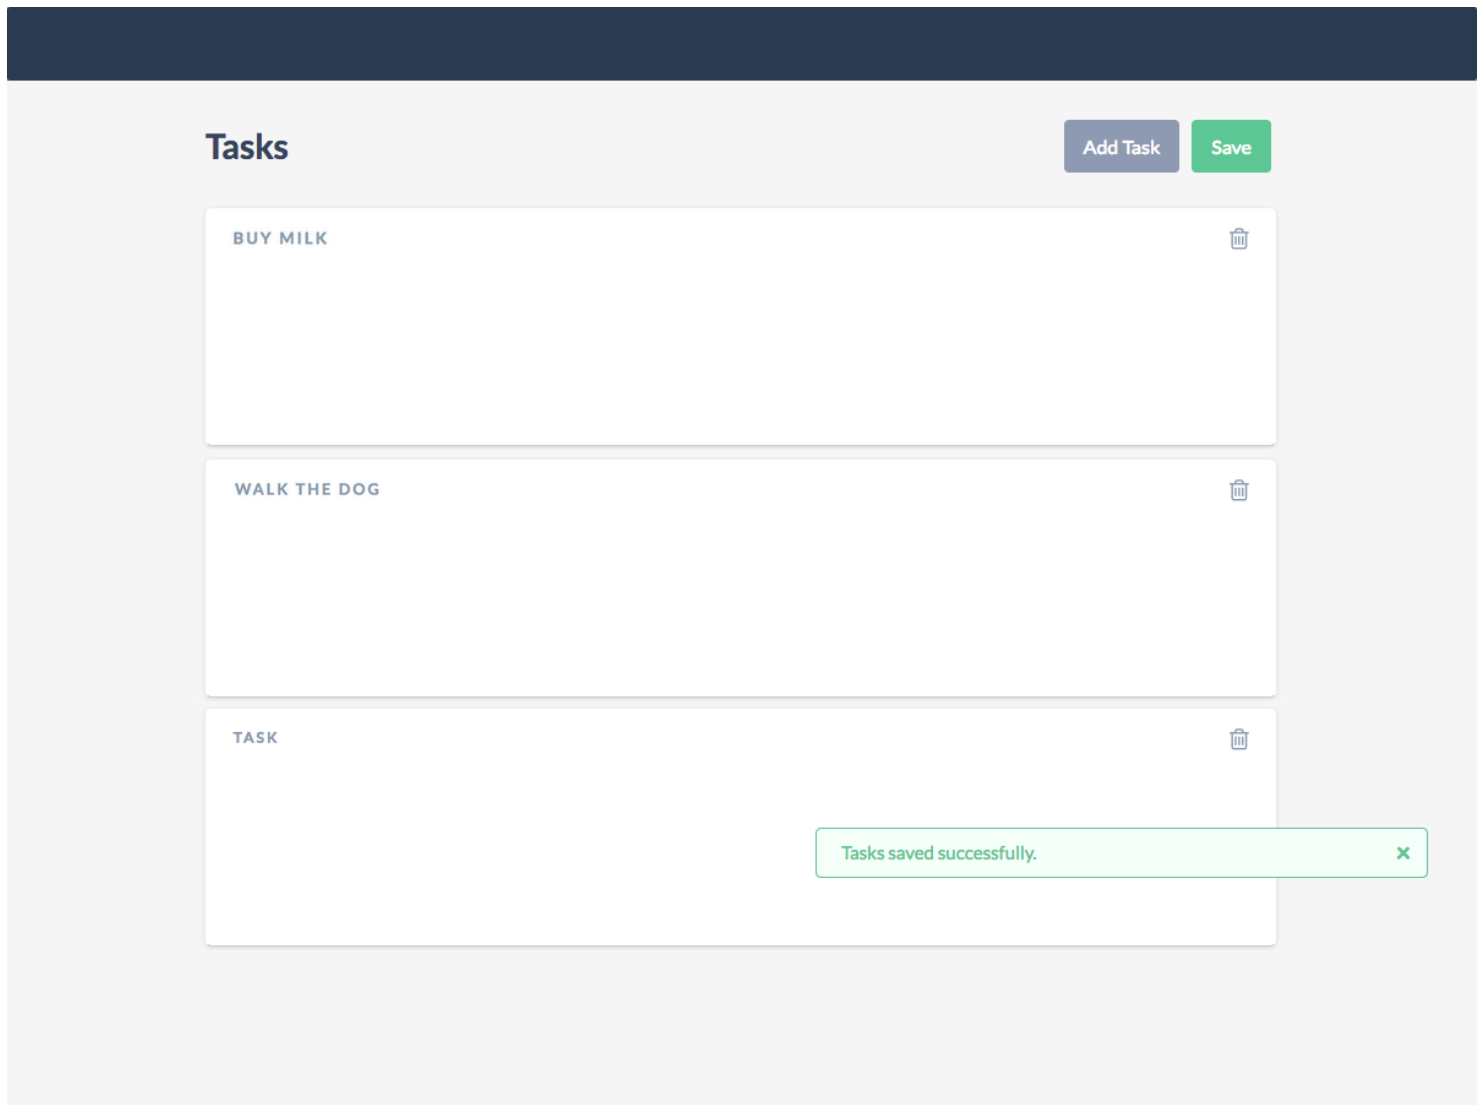 Tasks
Add Task
Save
BUY MILK
WALK THE DOG
TASK
Tasks saved successfully.